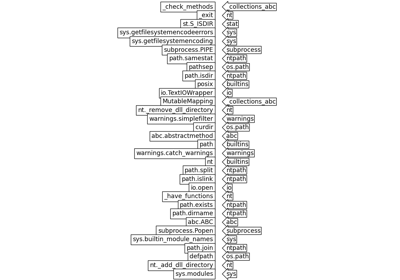 _check_methods _collections_abc
_exit nt
st.S_ISDIR stat
sys.getfilesystemencodeerrors sys
sys.getfilesystemencoding sys
subprocess.PIPE subprocess
path.samestat ntpath
pathsep os.path
path.isdir ntpath
posix builtins
io.TextIOWrapper io
MutableMapping _collections_abc
nt._remove_dll_directory nt
warnings.simplefilter warnings
curdir os.path
abc.abstractmethod abc
path builtins
warnings.catch_warnings warnings
nt builtins
path.split ntpath
path.islink ntpath
io.open io
_have_functions nt
path.exists ntpath
path.dirname ntpath
abc.ABC abc
subprocess.Popen subprocess
sys.builtin_module_names sys
path.join ntpath
defpath os.path
nt._add_dll_directory nt
sys.modules sys